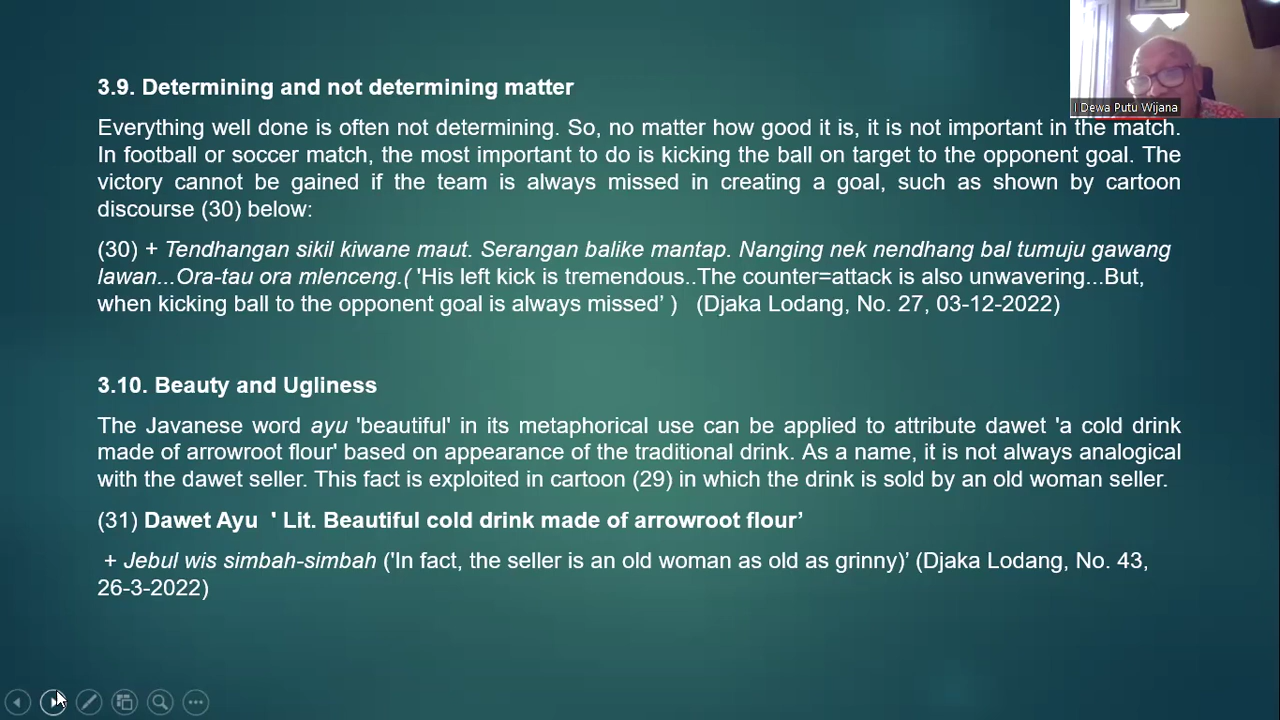 I Dewa Putu Wijana
3.9. Determining and not determining matter
Everything well done is often not determining. So, no matter how good it is, it is not important in the match.
In football or soccer match, the most important to do is kicking the ball on target to the opponent goal. The
victory cannot be gained if the team is always missed in creating a goal, such as shown by cartoon
discourse (30) below:
(30) + Tendhangan sikil kiwane maut. Serangan balike mantap. Nanging nek nendhang bal tumuju gawang
lawan...Ora-tau ora mlenceng.( 'His left kick is tremendous..The counter=attack is also unwavering...But,
when kicking ball to the opponent goal is always missed’ ) (Djaka Lodang, No. 27, 03-12-2022)
3.10. Beauty and Ugliness
The Javanese word ayu 'beautiful' in its metaphorical use can be applied to attribute dawet 'a cold drink
made of arrowroot flour' based on appearance of the traditional drink. As a name, it is not always analogical
with the dawet seller. This fact is exploited in cartoon (29) in which the drink is sold by an old woman seller.
(31) Dawet Ayu ' Lit. Beautiful cold drink made of arrowroot flour’
+ Jebul wis simbah-simbah ('In fact, the seller is an old woman as old as grinny)’ (Djaka Lodang, No. 43,
26-3-2022)